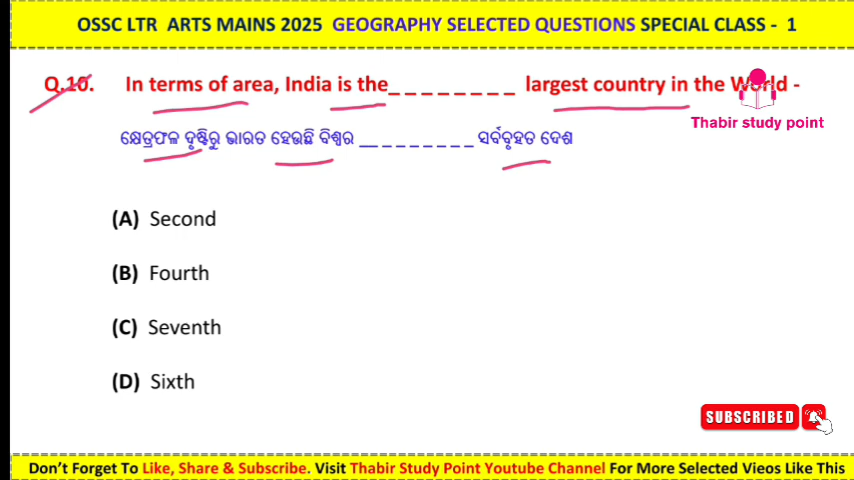 OSSC LTR ARTS MAINS 2025 GEOGRAPHY SELECTED QUESTIONS SPECIAL CLASS - 1
Q.10. In terms of area, India is the_ _ _ _ _ _ _ _ largest country in the World -
Thabir study point
କ୍ଷେତ୍ରଫଳ ଦୃଷ୍ଟିରୁ ଭାରତ ହେଉଛି ବିଶ୍ୱର _ _ _ _ _ _ _ _ _ ସର୍ବବୃହତ ଦେଶ
(A) Second
(B) Fourth
(C) Seventh
(D) Sixth
SUBSCRIBED
Don't Forget To Like, Share & Subscribe. Visit Thabir Study Point Youtube Channel For More Selected Vieos Like This